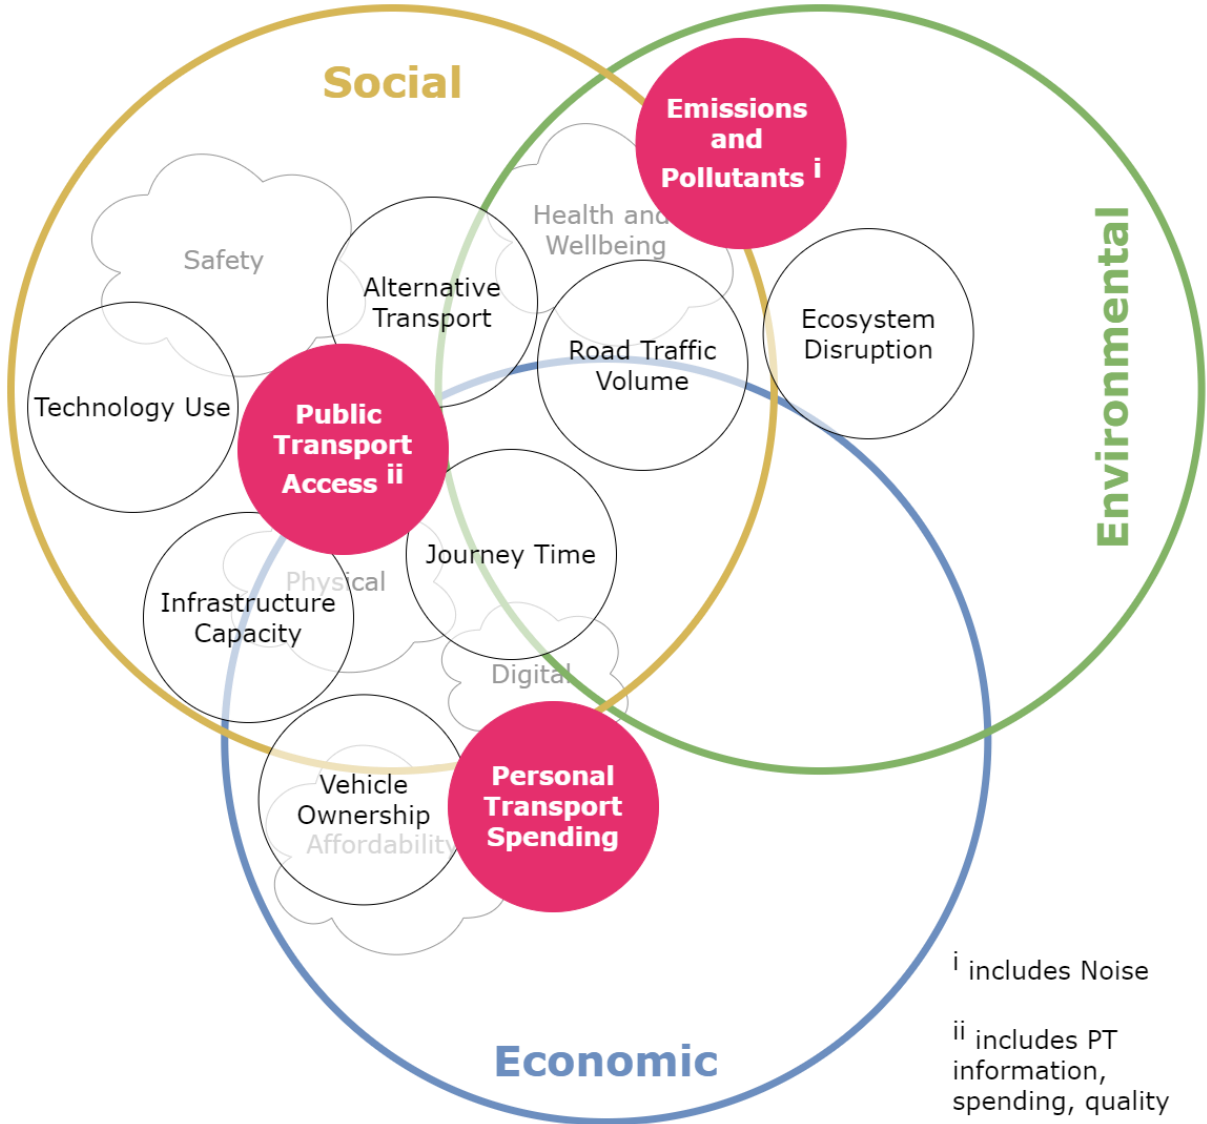 Social
Emissions
and
Pollutants i
Health and
Wellbeing
Safety
Alternative
Transport
Ecosystem
Disruption
Environmental
Road Traffic
Volume
Technology Use
Public
Transport
Access ii
Journey Time
Physical
Infrastructure
Capacity
Digital
Vehicle
Ownership
Affordability
Personal
Transport
Spending
Economic
i includes Noise
ii includes PT
information,
spending, quality